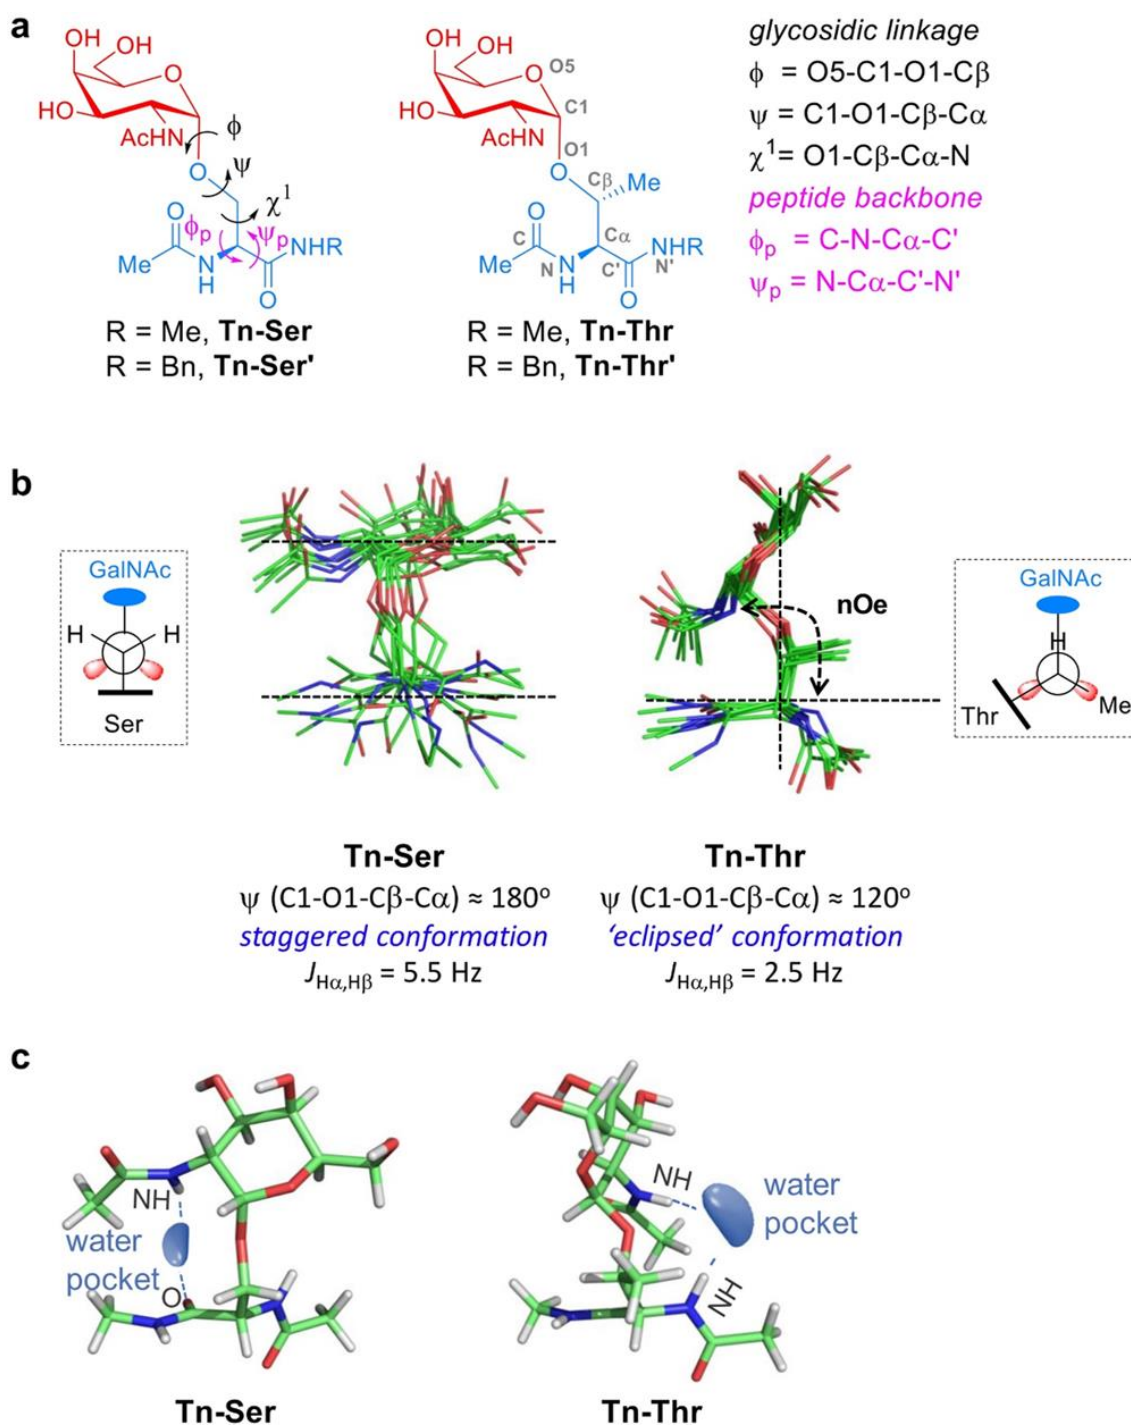 a
OH
OH
O
HO
AcHN
ϕ
O
ψ
χ¹
O
ϕp
ψp
NHR
Me
N
H
O
R = Me, Tn-Ser
R = Bn, Tn-Ser'
OH
OH
O
O5
HO
C1
AcHN
O1
O
Cβ
Me
O
Cα
C
NHR
Me
N
N
H
C'
N'
O
R = Me, Tn-Thr
R = Bn, Tn-Thr'
glycosidic linkage
ϕ = O5-C1-O1-Cβ
ψ = C1-O1-Cβ-Cα
χ¹= O1-Cβ-Cα-N
peptide backbone
ϕp = C-N-Cα-C'
ψp = N-Cα-C'-N'
b
GalNAc
H
H
Ser
nOe
GalNAc
H
Thr
Me
Tn-Ser
ψ (C1-O1-Cβ-Cα) ≈ 180º
staggered conformation
JHα,Hβ = 5.5 Hz
Tn-Thr
ψ (C1-O1-Cβ-Cα) ≈ 120º
‘eclipsed’ conformation
JHα,Hβ = 2.5 Hz
c
NH
water
pocket
O
Tn-Ser
NH
water
pocket
NH
Tn-Thr